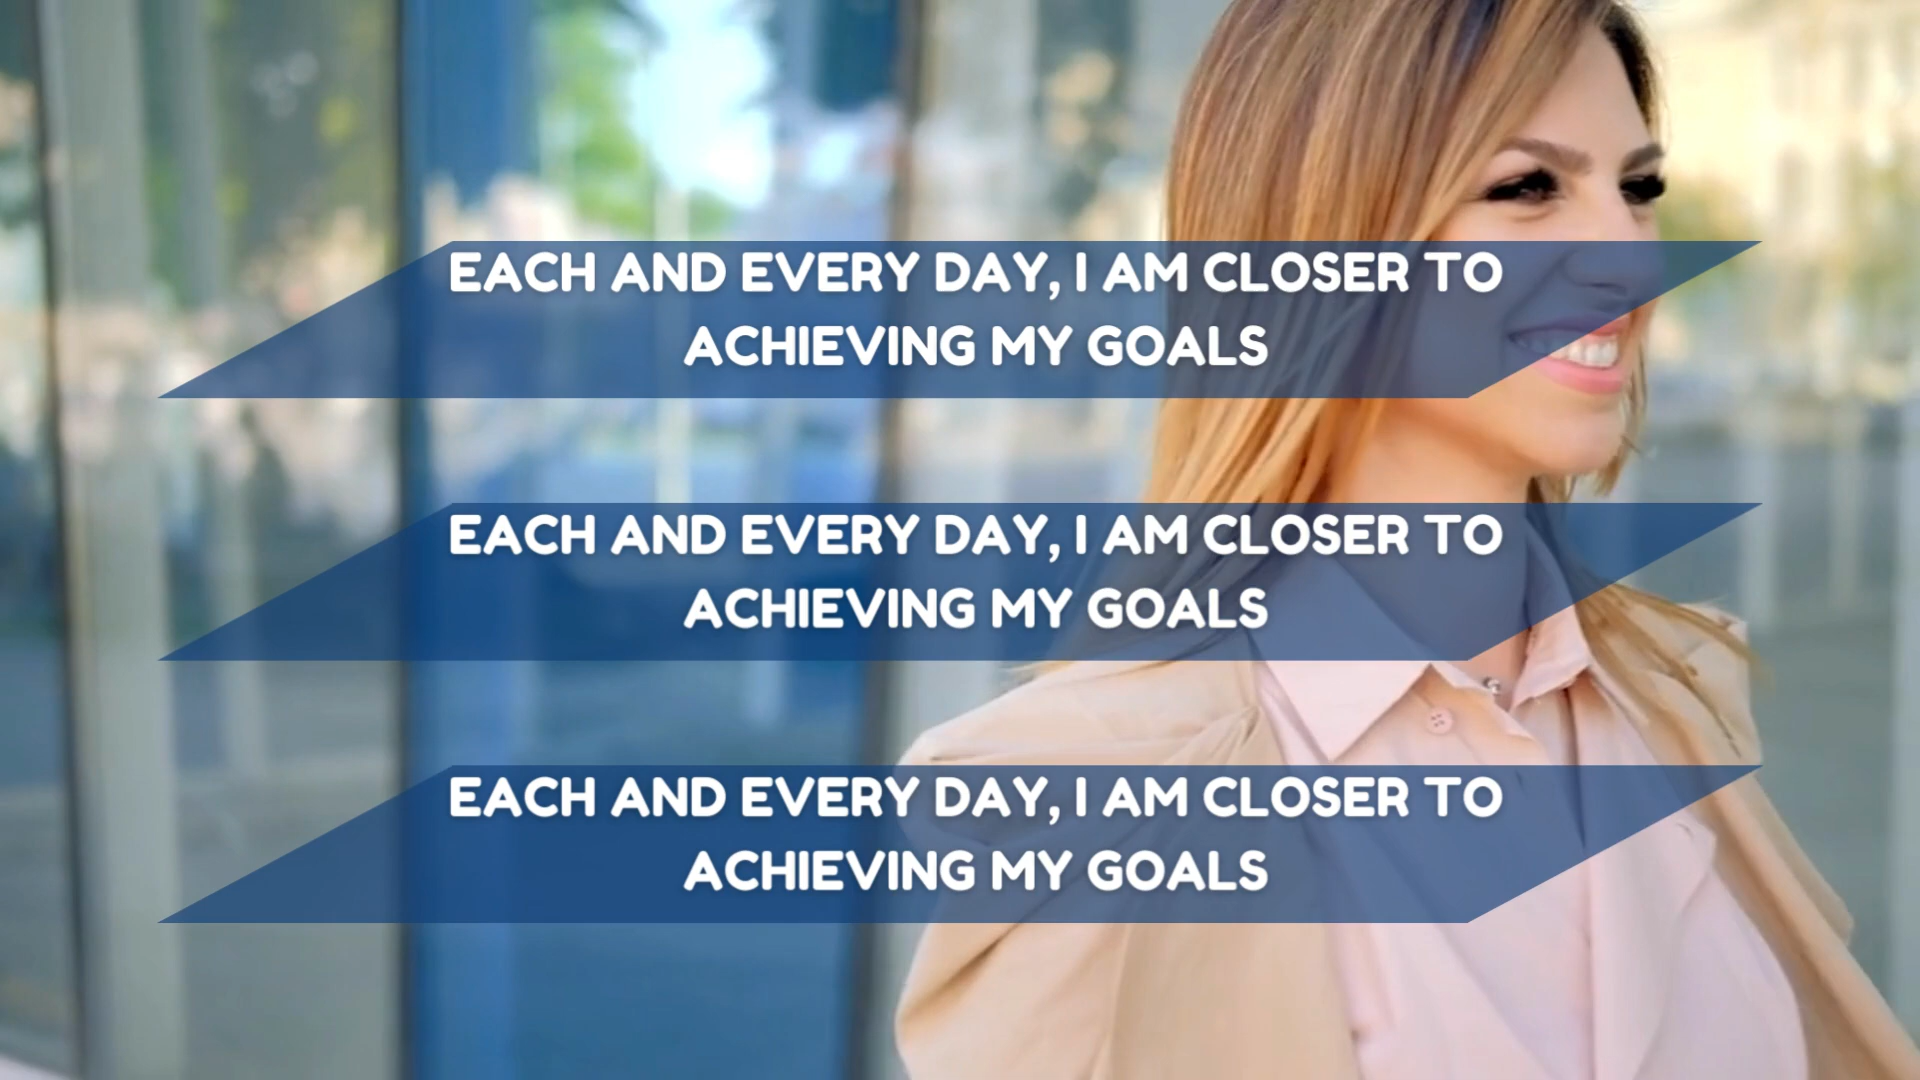 EACH AND EVERY DAY, I AM CLOSER TO
ACHIEVING MY GOALS
EACH AND EVERY DAY, I AM CLOSER TO
ACHIEVING MY GOALS
EACH AND EVERY DAY, I AM CLOSER TO
ACHIEVING MY GOALS